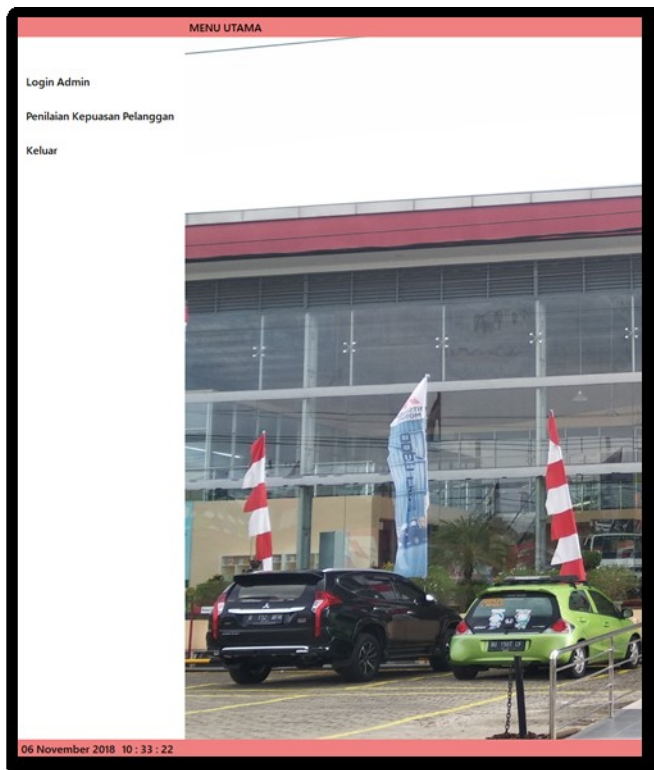 MENU UTAMA
Login Admin
Penilaian Kepuasan Pelanggan
Keluar
06 November 2018 10 : 33 : 22